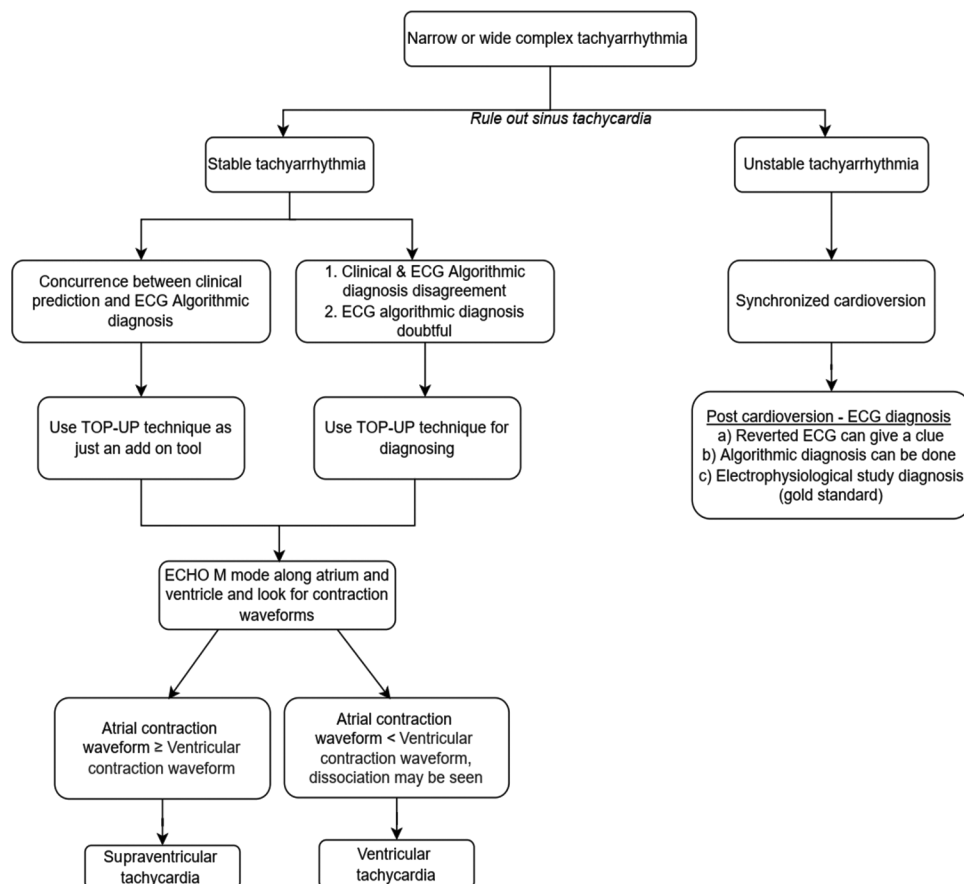 Narrow or wide complex tachyarrhythmia
Rule out sinus tachycardia
Stable tachyarrhythmia
Unstable tachyarrhythmia
Concurrence between clinical
prediction and ECG Algorithmic
diagnosis
1. Clinical & ECG Algorithmic
diagnosis disagreement
2. ECG algorithmic diagnosis
doubtful
Synchronized cardioversion
Use TOP-UP technique as
just an add on tool
Use TOP-UP technique for
diagnosing
Post cardioversion - ECG diagnosis
a) Reverted ECG can give a clue
b) Algorithmic diagnosis can be done
c) Electrophysiological study diagnosis
(gold standard)
ECHO M mode along atrium and
ventricle and look for contraction
waveforms
Atrial contraction
waveform ≥ Ventricular
contraction waveform
Atrial contraction
waveform < Ventricular
contraction waveform,
dissociation may be seen
Supraventricular
tachycardia
Ventricular
tachycardia